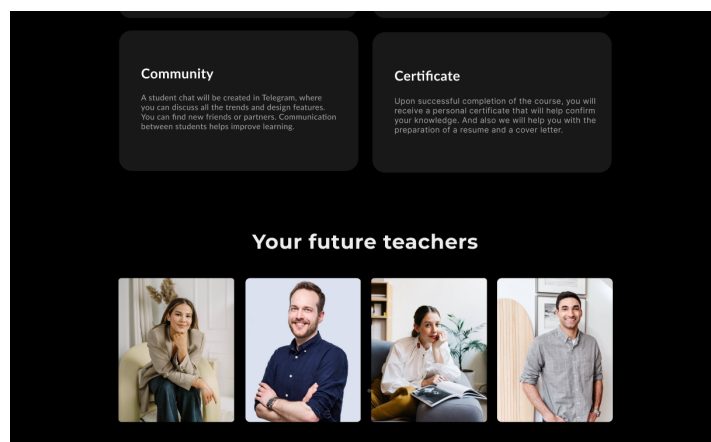 Community
A student chat will be created in Telegram, where
you can discuss all the trends and design features.
You can find new friends or partners. Communication
between students helps improve learning.
Certificate
Upon successful completion of the course, you will
receive a personal certificate that will help confirm
your knowledge. And also we will help you with the
preparation of a resume and a cover letter.
Your future teachers